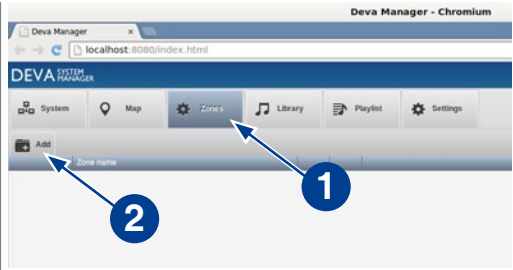 Deva Manager - Chromium
Deva Manager ×
localhost:8080/index.html
DEVA SYSTEM MANAGER
System Map Zones Library Playlist Settings
1
Add
Zone name
2